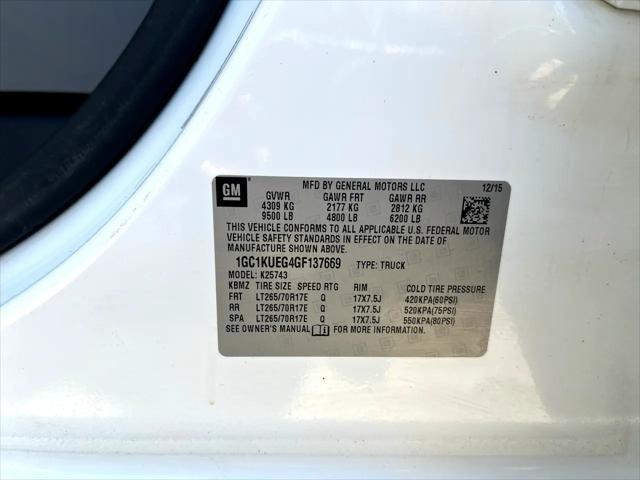 GM MFD BY GENERAL MOTORS LLC 12/15
GVWR GAWR FRT GAWR RR
4309 KG 2177 KG 2812 KG
9500 LB 4800 LB 6200 LB
THIS VEHICLE CONFORMS TO ALL APPLICABLE U.S. FEDERAL MOTOR
VEHICLE SAFETY STANDARDS IN EFFECT ON THE DATE OF
MANUFACTURE SHOWN ABOVE.
1GC1KUEG4GF137669 TYPE: TRUCK
MODEL: K25743
KBMZ TIRE SIZE SPEED RTG RIM COLD TIRE PRESSURE
FRT LT265/70R17E Q 17X7.5J 420KPA(60PSI)
RR LT265/70R17E Q 17X7.5J 520KPA(75PSI)
SPA LT265/70R17E Q 17X7.5J 550KPA(80PSI)
SEE OWNER'S MANUAL FOR MORE INFORMATION.